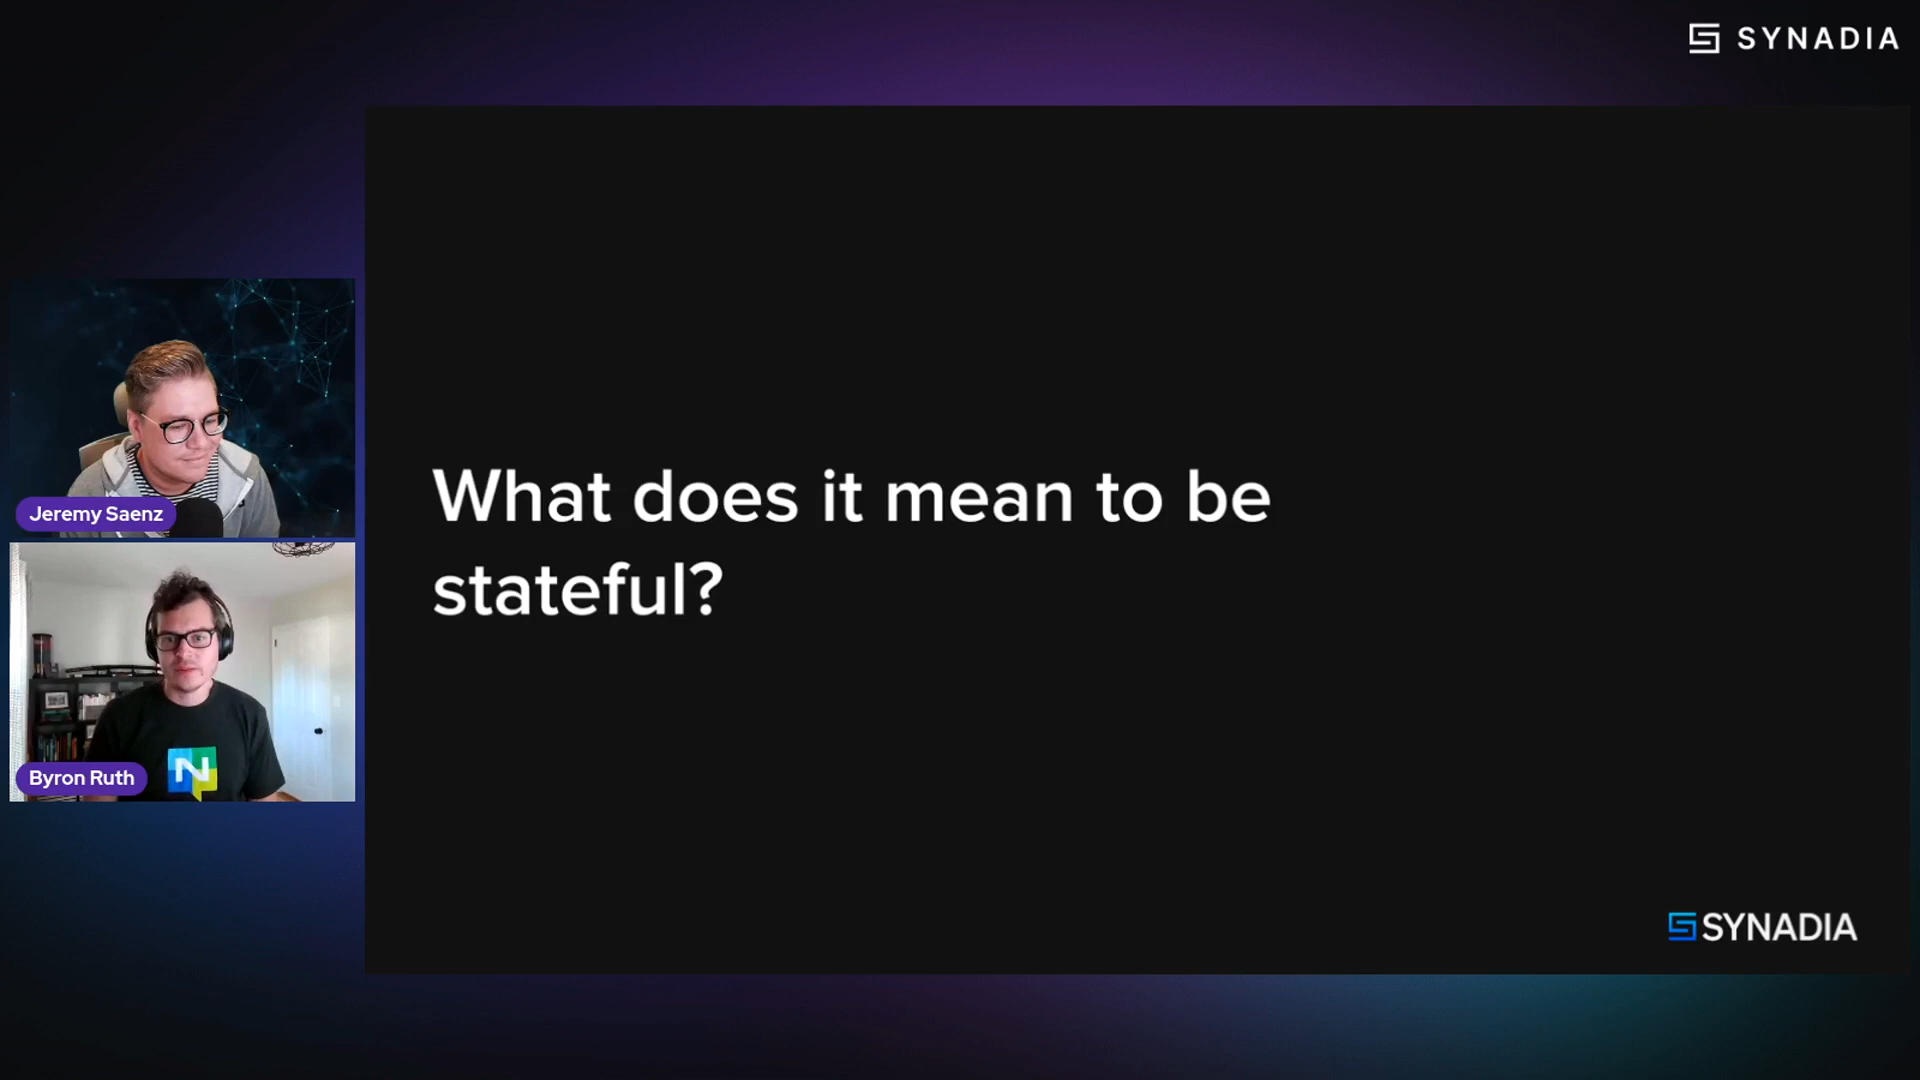 SYNADIA
What does it mean to be
stateful?
Jeremy Saenz
N
Byron Ruth
SYNADIA